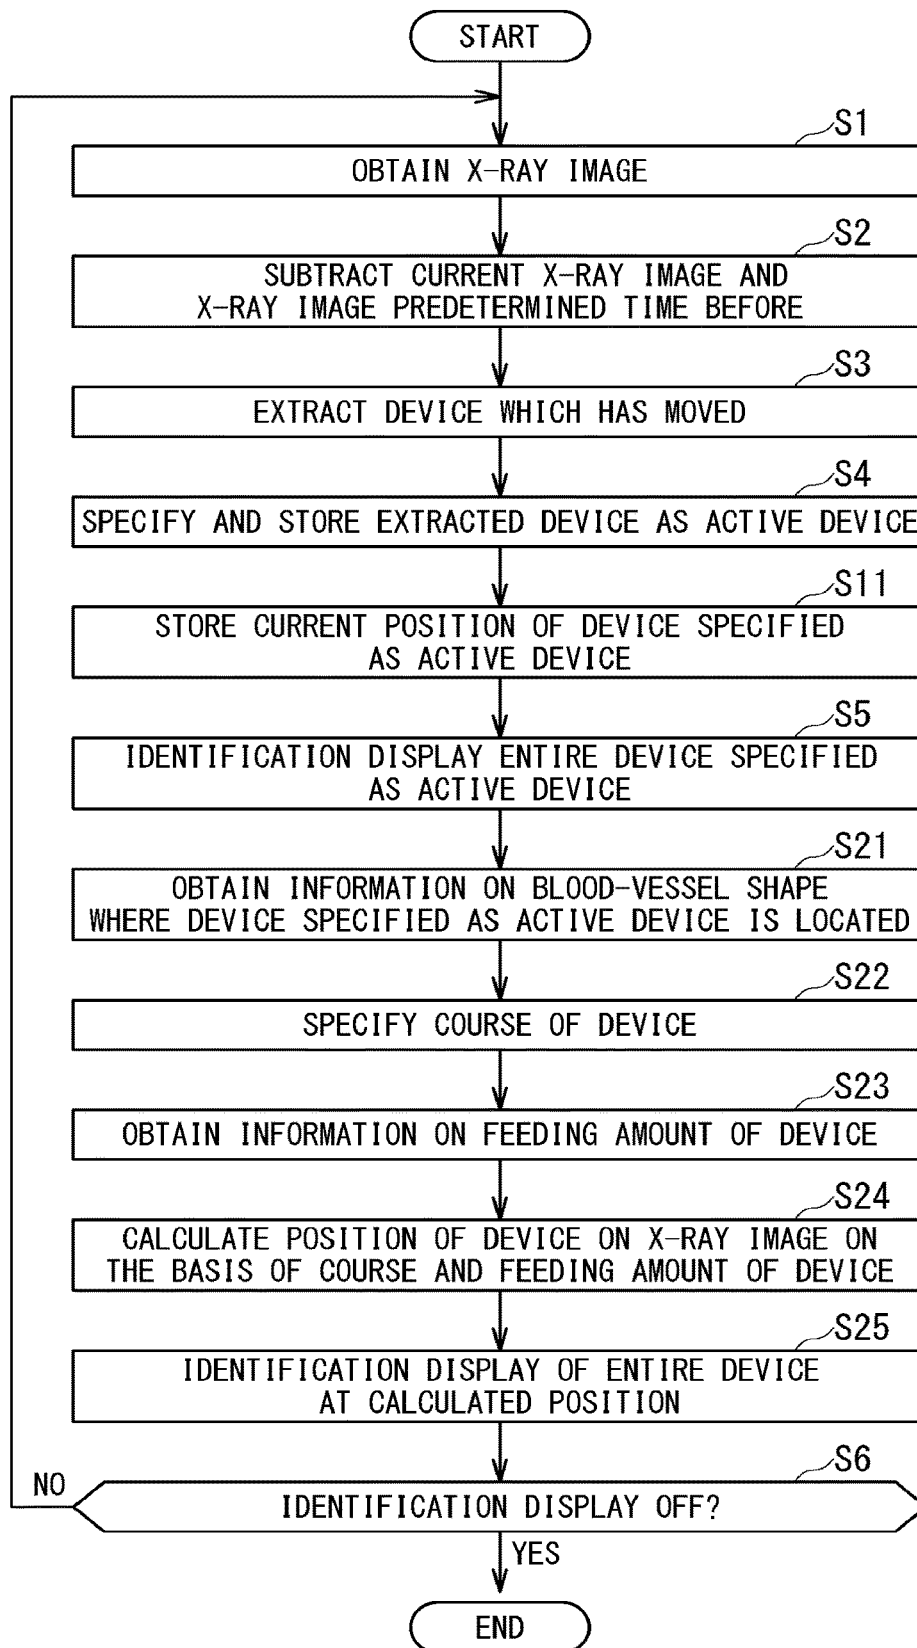 START
S1
OBTAIN X-RAY IMAGE
S2
SUBTRACT CURRENT X-RAY IMAGE AND
X-RAY IMAGE PREDETERMINED TIME BEFORE
S3
EXTRACT DEVICE WHICH HAS MOVED
S4
SPECIFY AND STORE EXTRACTED DEVICE AS ACTIVE DEVICE
S11
STORE CURRENT POSITION OF DEVICE SPECIFIED
AS ACTIVE DEVICE
S5
IDENTIFICATION DISPLAY ENTIRE DEVICE SPECIFIED
AS ACTIVE DEVICE
S21
OBTAIN INFORMATION ON BLOOD-VESSEL SHAPE
WHERE DEVICE SPECIFIED AS ACTIVE DEVICE IS LOCATED
S22
SPECIFY COURSE OF DEVICE
S23
OBTAIN INFORMATION ON FEEDING AMOUNT OF DEVICE
S24
CALCULATE POSITION OF DEVICE ON X-RAY IMAGE ON
THE BASIS OF COURSE AND FEEDING AMOUNT OF DEVICE
S25
IDENTIFICATION DISPLAY OF ENTIRE DEVICE
AT CALCULATED POSITION
S6
NO
IDENTIFICATION DISPLAY OFF?
YES
END